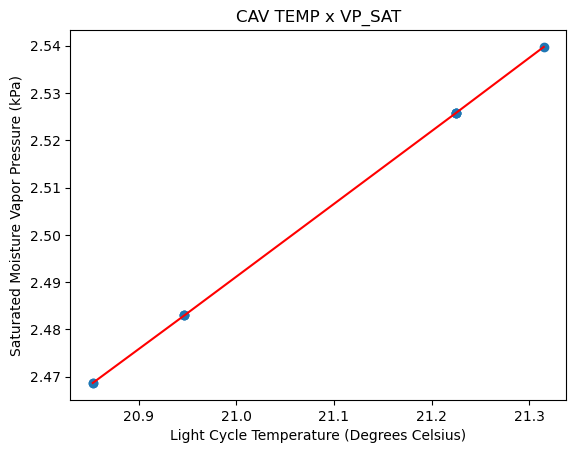 CAV TEMP x VP_SAT
Saturated Moisture Vapor Pressure (kPa)
2.54
2.53
2.52
2.51
2.50
2.49
2.48
2.47
20.9 21.0 21.1 21.2 21.3
Light Cycle Temperature (Degrees Celsius)